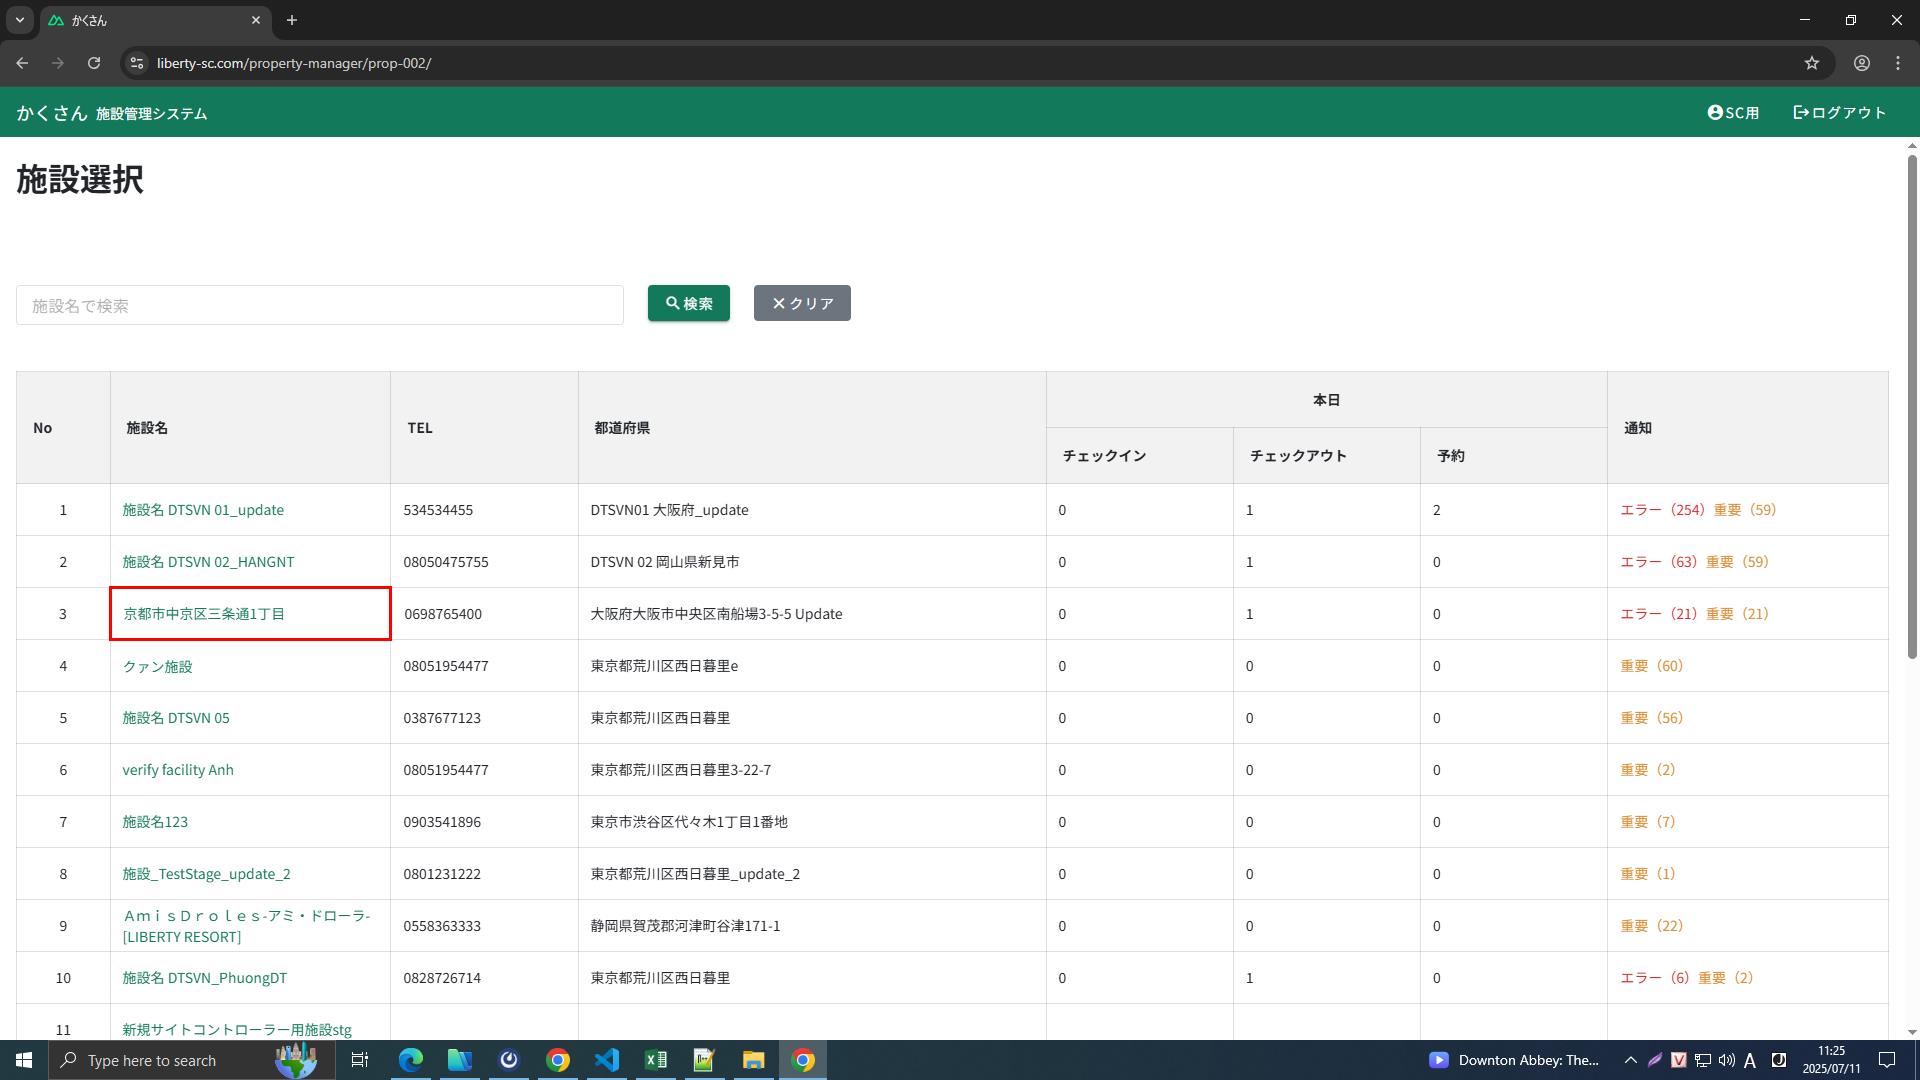 かくさん
liberty-sc.com/property-manager/prop-002/
かくさん 施設管理システム
SC用
ログアウト
施設選択
施設名で検索
検索
クリア
No 施設名 TEL 都道府県 本日 通知
チェックイン チェックアウト 予約
1 施設名 DTSVN 01_update 534534455 DTSVN01 大阪府_update 0 1 2 エラー（254）重要（59）
2 施設名 DTSVN 02_HANGNT 08050475755 DTSVN 02 岡山県新見市 0 1 0 エラー（63）重要（59）
3 京都市中京区三条通1丁目 0698765400 大阪府大阪市中央区南船場3-5-5 Update 0 1 0 エラー（21）重要（21）
4 クァン施設 08051954477 東京都荒川区西日暮里e 0 0 0 重要（60）
5 施設名 DTSVN 05 0387677123 東京都荒川区西日暮里 0 0 0 重要（56）
6 verify facility Anh 08051954477 東京都荒川区西日暮里3-22-7 0 0 0 重要（2）
7 施設名123 0903541896 東京市渋谷区代々木1丁目1番地 0 0 0 重要（7）
8 施設_TestStage_update_2 0801231222 東京都荒川区西日暮里_update_2 0 0 0 重要（1）
9 ＡｍｉｓＤｒｏｌｅｓ-アミ・ドローラ- 0558363333 静岡県賀茂郡河津町谷津171-1 0 0 0 重要（22）
[LIBERTY RESORT]
10 施設名 DTSVN_PhuongDT 0828726714 東京都荒川区西日暮里 0 1 0 エラー（6）重要（2）
11 新規サイトコントローラー用施設stg
Type here to search
Downton Abbey: The...
A
11:25
2025/07/11